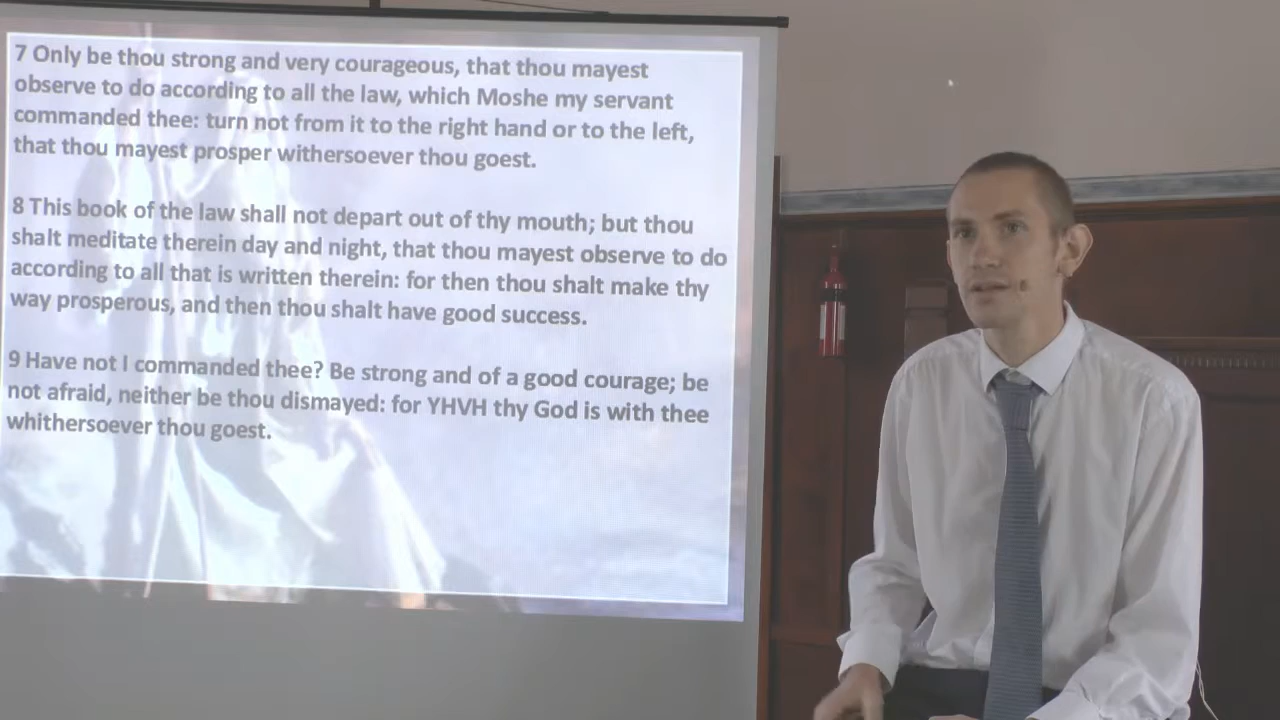 7 Only be thou strong and very courageous, that thou mayest
observe to do according to all the law, which Moshe my servant
commanded thee: turn not from it to the right hand or to the left,
that thou mayest prosper withersoever thou goest.
8 This book of the law shall not depart out of thy mouth; but thou
shalt meditate therein day and night, that thou mayest observe to do
according to all that is written therein: for then thou shalt make thy
way prosperous, and then thou shalt have good success.
9 Have not I commanded thee? Be strong and of a good courage; be
not afraid, neither be thou dismayed: for YHVH thy God is with thee
whithersoever thou goest.